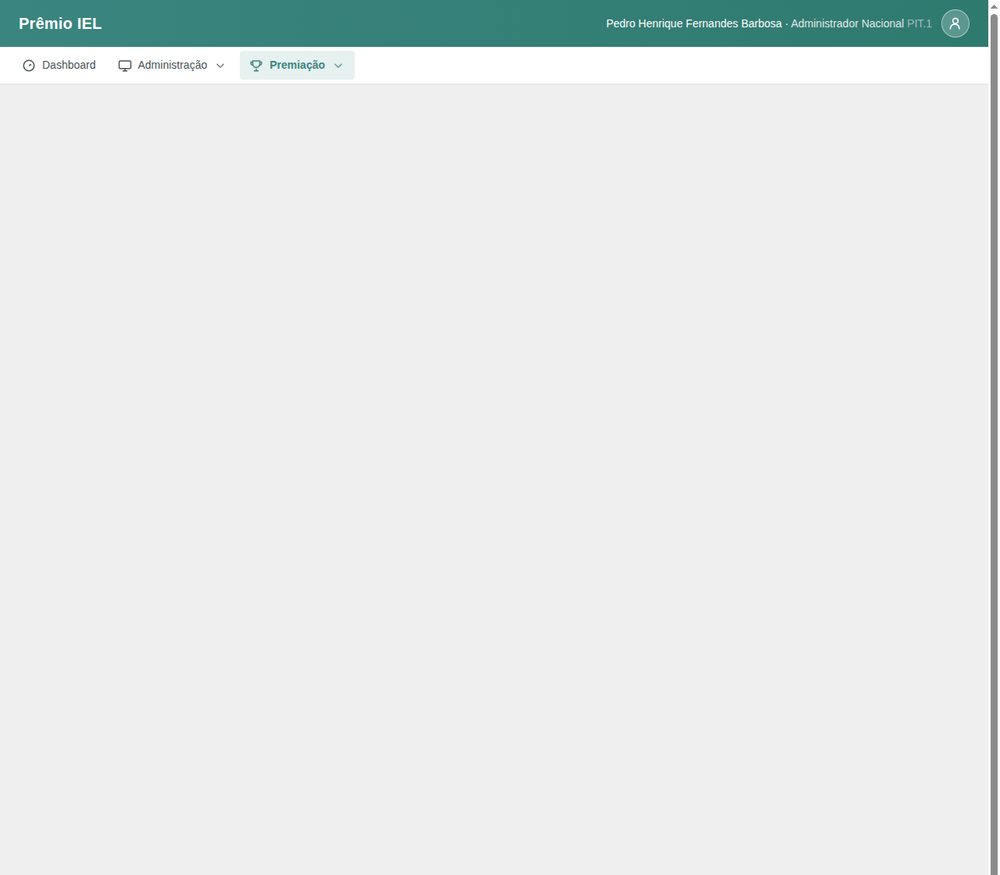 Prêmio IEL
Pedro Henrique Fernandes Barbosa · Administrador Nacional PIT.1
Dashboard Administração Premiação